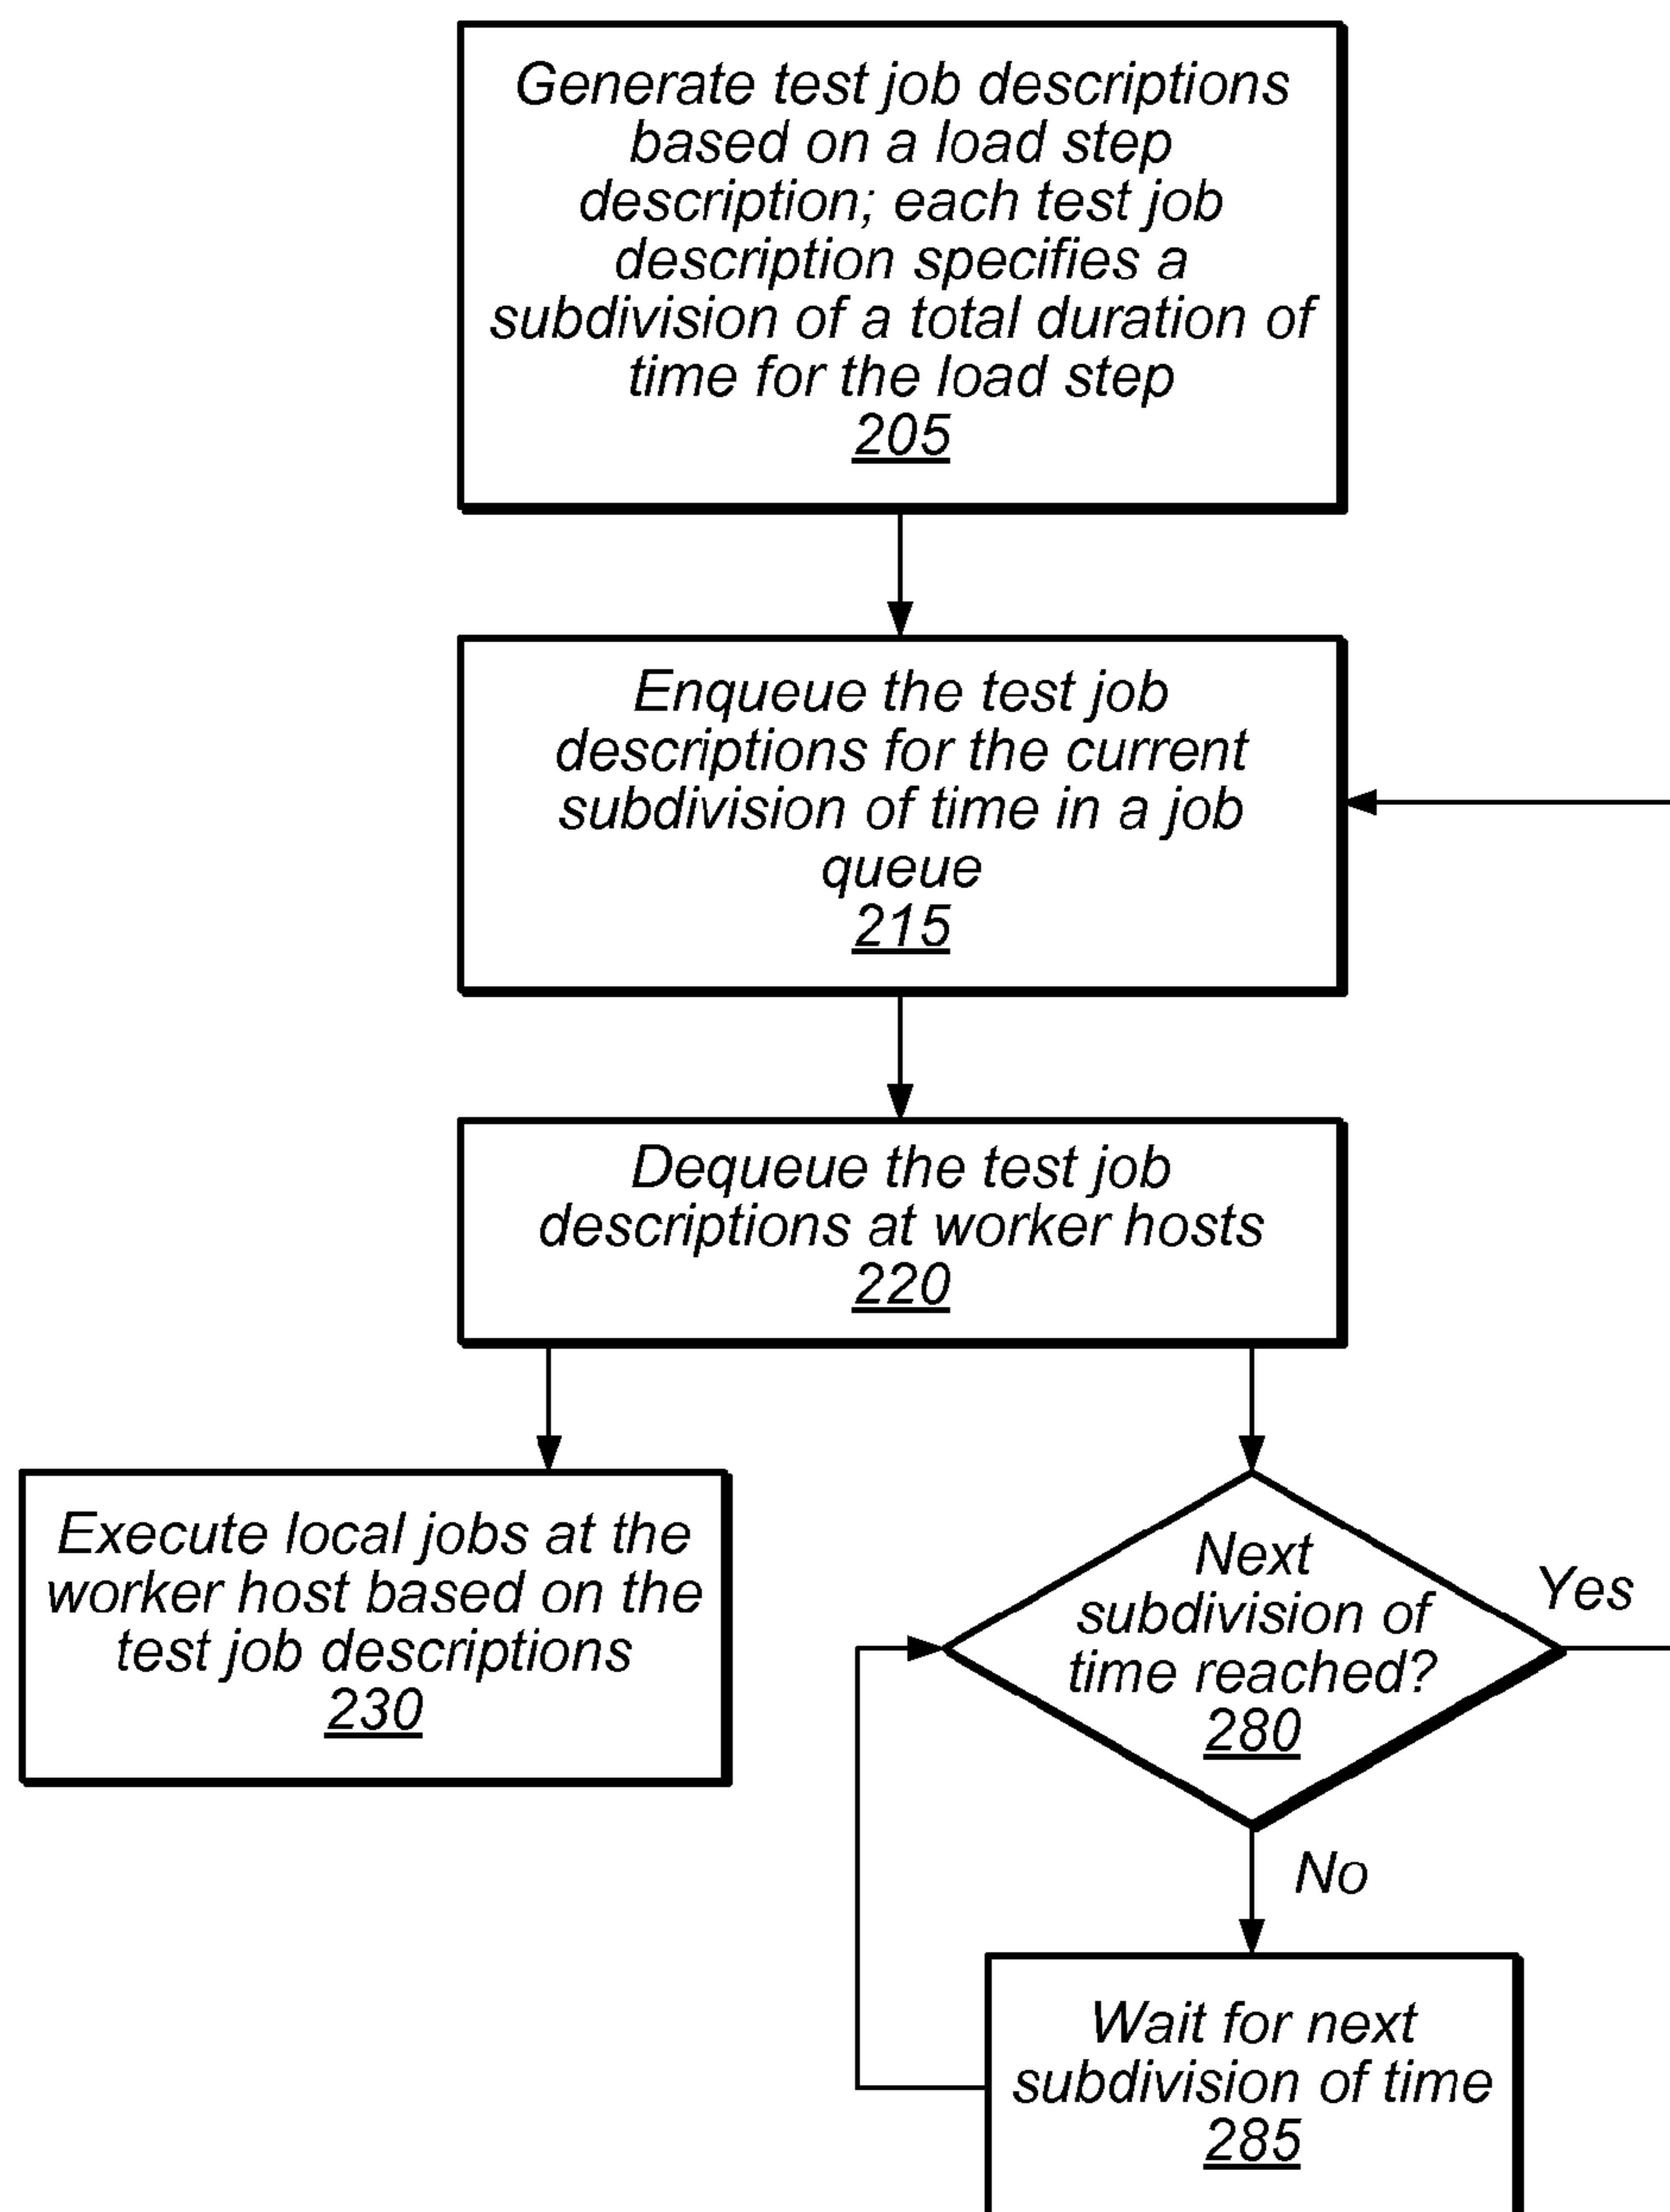 Generate test job descriptions
based on a load step
description; each test job
description specifies a
subdivision of a total duration of
time for the load step
205
Enqueue the test job
descriptions for the current
subdivision of time in a job
queue
215
Dequeue the test job
descriptions at worker hosts
220
Execute local jobs at the
worker host based on the
test job descriptions
230
Next
subdivision of
time reached?
280
Yes
No
Wait for next
subdivision of time
285